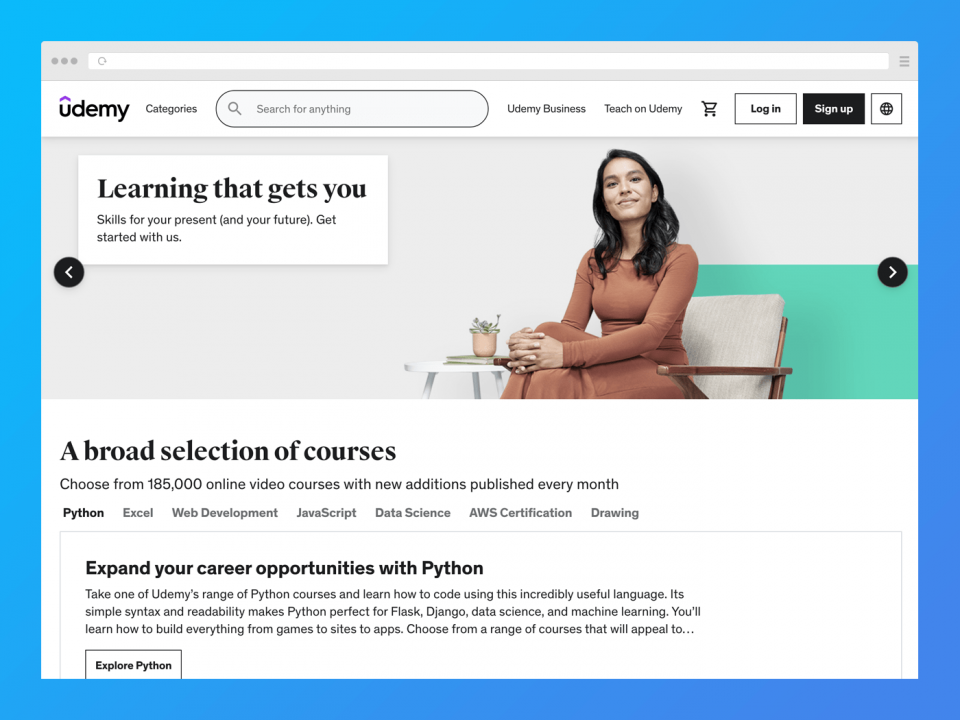 udemy
Categories
Search for anything
Udemy Business
Teach on Udemy
Log in
Sign up
Learning that gets you
Skills for your present (and your future). Get
started with us.
A broad selection of courses
Choose from 185,000 online video courses with new additions published every month
Python Excel Web Development JavaScript Data Science AWS Certification Drawing
Expand your career opportunities with Python
Take one of Udemy’s range of Python courses and learn how to code using this incredibly useful language. Its
simple syntax and readability makes Python perfect for Flask, Django, data science, and machine learning. You’ll
learn how to build everything from games to sites to apps. Choose from a range of courses that will appeal to…
Explore Python